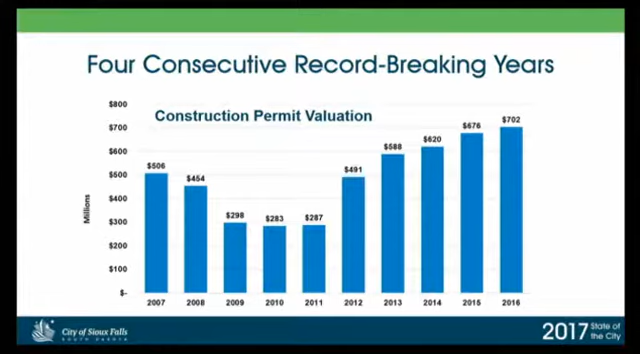 Four Consecutive Record-Breaking Years
Construction Permit Valuation
Millions
$800
$700
$600
$500
$400
$300
$200
$100
$-
$506
$454
$298
$283
$287
$491
$588
$620
$676
$702
2007 2008 2009 2010 2011 2012 2013 2014 2015 2016
City of Sioux Falls
SOUTH DAKOTA
2017 State of
the City